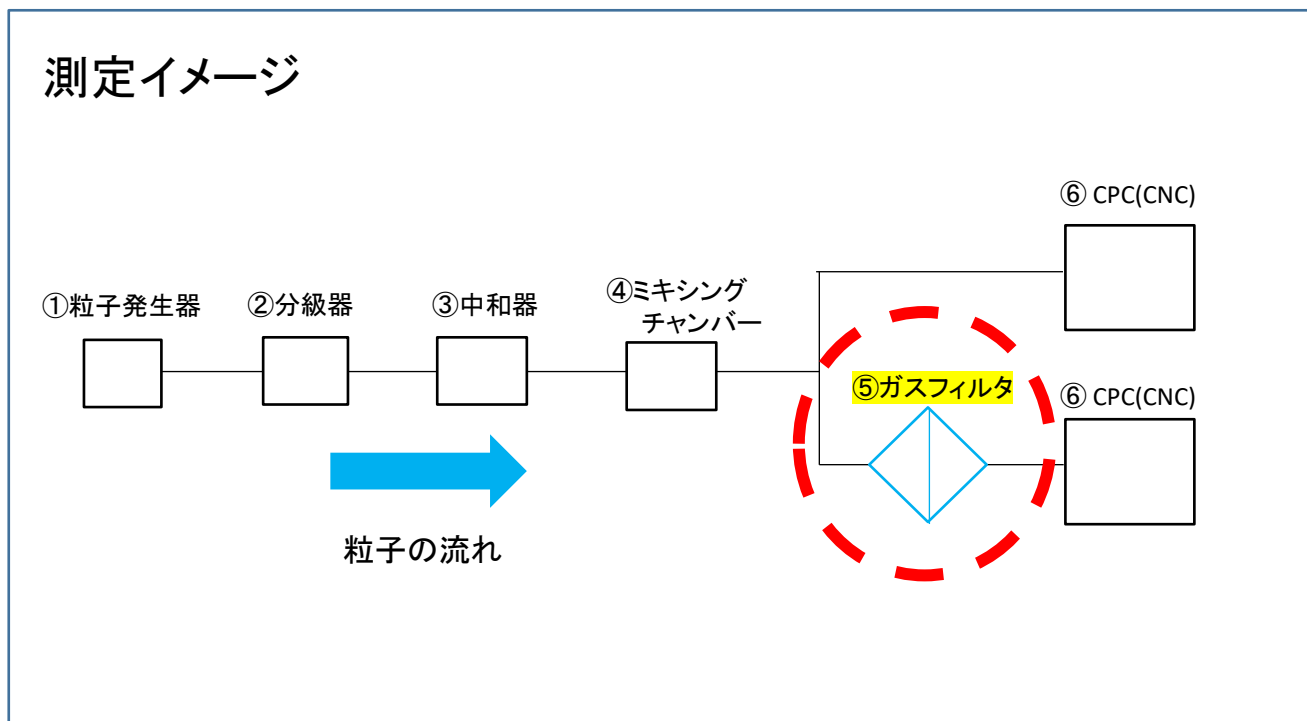 測定イメージ
①粒子発生器
②分級器
③中和器
④ミキシング
チャンバー
⑤ガスフィルタ
⑥ CPC(CNC)
⑥ CPC(CNC)
粒子の流れ